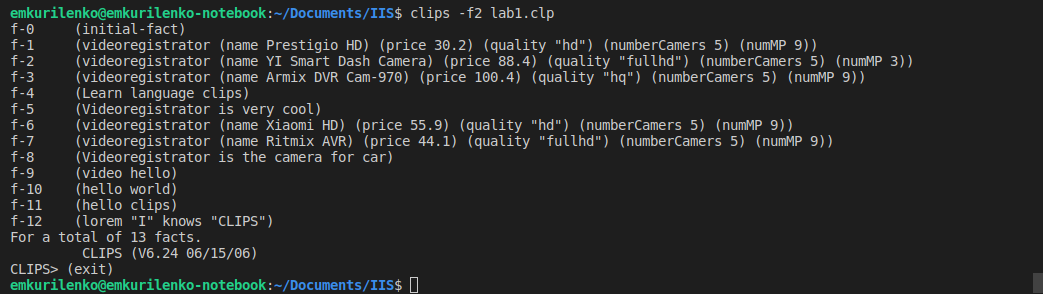 emkurilenko@emkurilenko-notebook:~/Documents/IIS$ clips -f2 lab1.clp
f-0     (initial-fact)
f-1     (videoregistrator (name Prestigio HD) (price 30.2) (quality "hd") (numberCamers 5) (numMP 9))
f-2     (videoregistrator (name YI Smart Dash Camera) (price 88.4) (quality "fullhd") (numberCamers 5) (numMP 3))
f-3     (videoregistrator (name Armix DVR Cam-970) (price 100.4) (quality "hq") (numberCamers 5) (numMP 9))
f-4     (Learn language clips)
f-5     (Videoregistrator is very cool)
f-6     (videoregistrator (name Xiaomi HD) (price 55.9) (quality "hd") (numberCamers 5) (numMP 9))
f-7     (videoregistrator (name Ritmix AVR) (price 44.1) (quality "fullhd") (numberCamers 5) (numMP 9))
f-8     (Videoregistrator is the camera for car)
f-9     (video hello)
f-10    (hello world)
f-11    (hello clips)
f-12    (lorem "I" knows "CLIPS")
For a total of 13 facts.
         CLIPS (V6.24 06/15/06)
CLIPS> (exit)
emkurilenko@emkurilenko-notebook:~/Documents/IIS$